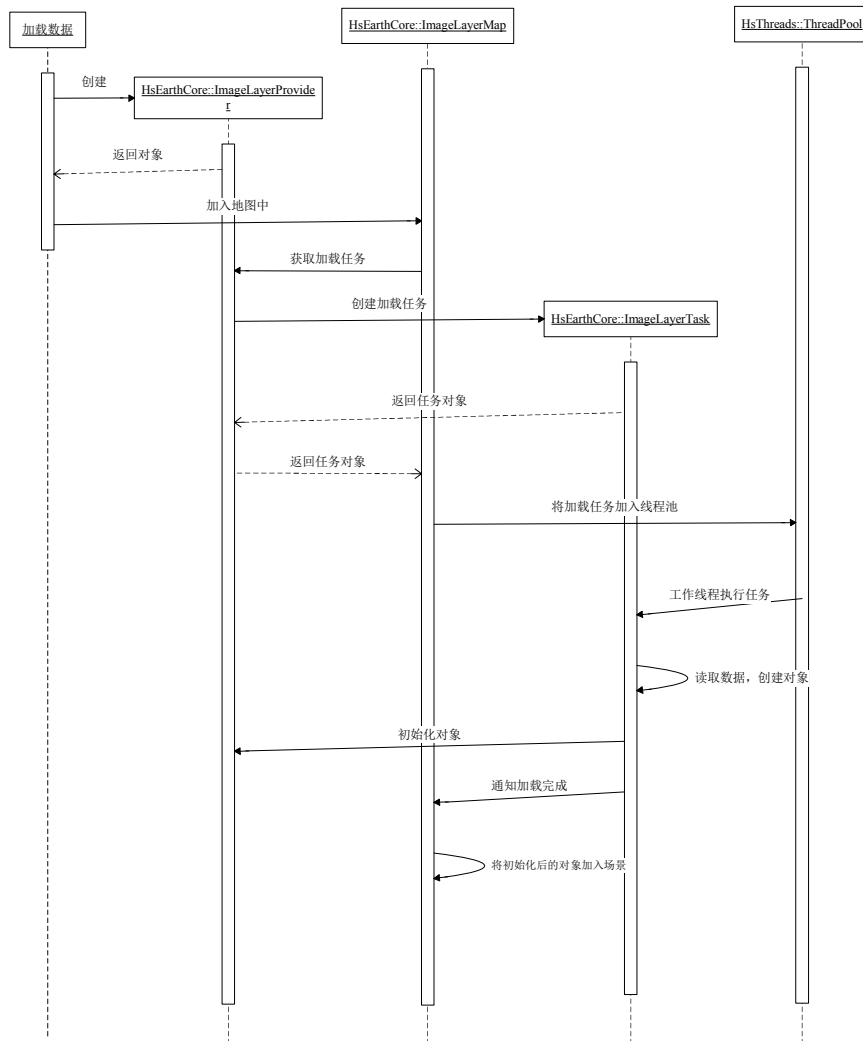 加载数据
HsEarthCore::ImageLayerMap
HsThreads::ThreadPool
创建
HsEarthCore::ImageLayerProvide
r
返回对象
加入地图中
获取加载任务
创建加载任务
HsEarthCore::ImageLayerTask
返回任务对象
返回任务对象
将加载任务加入线程池
工作线程执行任务
读取数据，创建对象
初始化对象
通知加载完成
将初始化后的对象加入场景